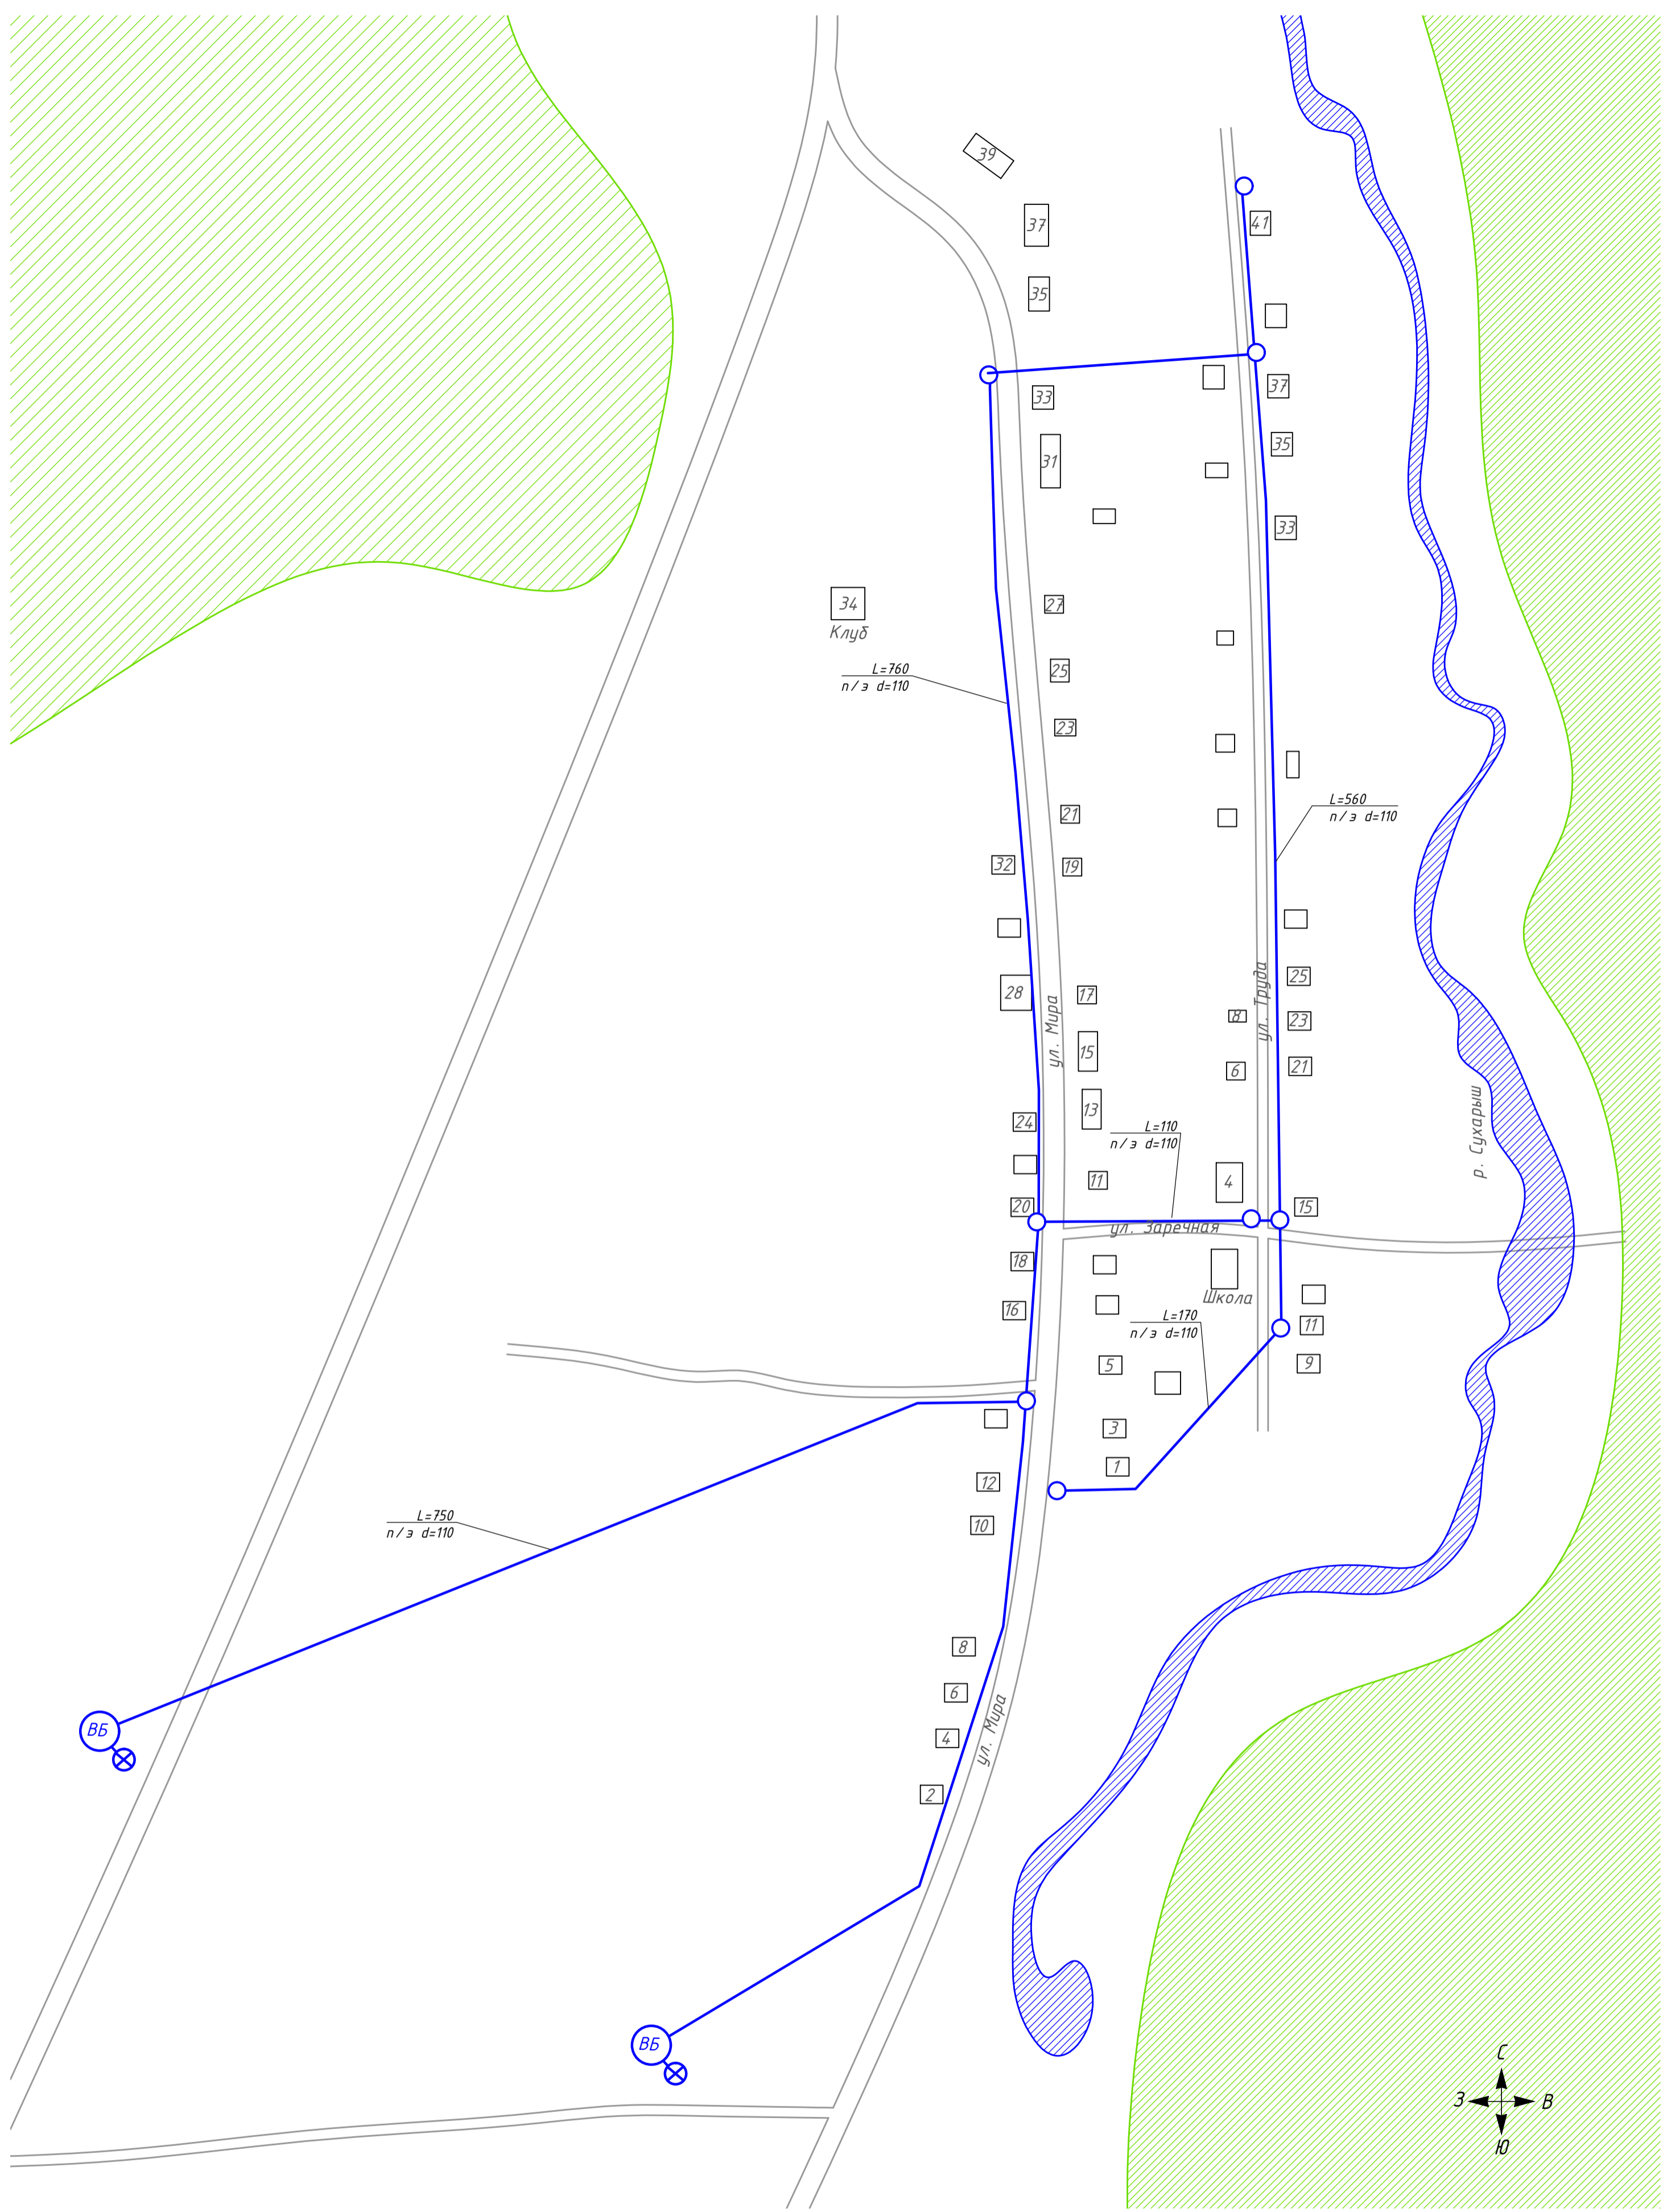 39
37
41
35
33
37
31
35
33
34
Клуб
27
L=760
п/э d=110
25
23
L=560
п/э d=110
21
32
19
28
17
25
ул. Мира
ул. Труда
8
23
15
6
21
13
24
L=110
п/э d=110
р. Сухарыш
11
4
20
15
ул. Заречная
18
Школа
16
L=170
п/э d=110
11
5
9
3
1
12
L=750
п/э d=110
10
8
6
ул. Мира
ВБ
4
2
ВБ
С
З
В
Ю